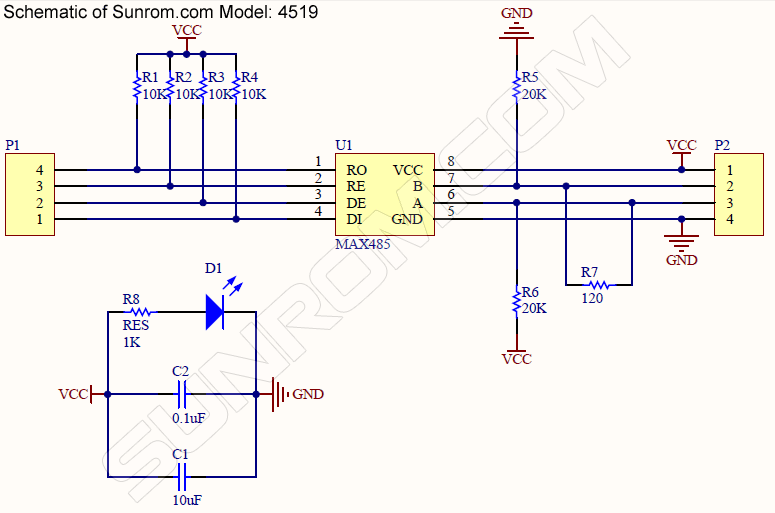 Schematic of Sunrom.com Model: 4519
GND
VCC
R1 R2 R3 R4
10K 10K 10K 10K
R5
20K
P1
U1
VCC
P2
4
1 RO
VCC 8
1
3
2 RE
B 7
2
2
3 DE
A 6
3
1
4 DI
GND 5
4
MAX485
GND
D1
R7
120
R8
RES
1K
R6
20K
VCC
C2
VCC
GND
0.1uF
C1
10uF
SUNROM.COM